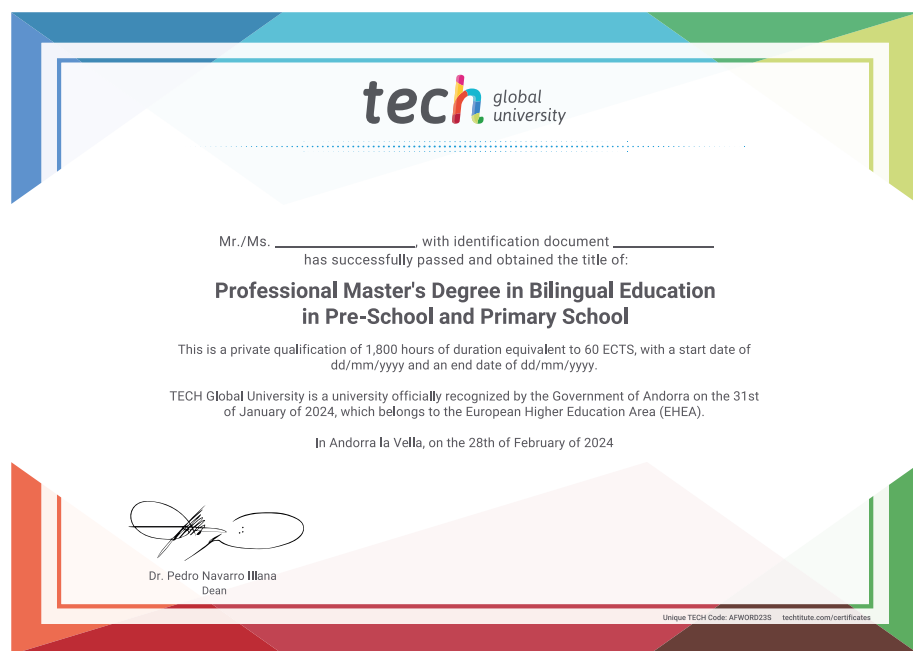 tech global university
Mr./Ms. ____________________, with identification document ______________
has successfully passed and obtained the title of:
Professional Master's Degree in Bilingual Education
in Pre-School and Primary School
This is a private qualification of 1,800 hours of duration equivalent to 60 ECTS, with a start date of
dd/mm/yyyy and an end date of dd/mm/yyyy.
TECH Global University is a university officially recognized by the Government of Andorra on the 31st
of January of 2024, which belongs to the European Higher Education Area (EHEA).
In Andorra la Vella, on the 28th of February of 2024
Dr. Pedro Navarro Illana
Dean
Unique TECH Code: AFWORD23S techtitute.com/certificates